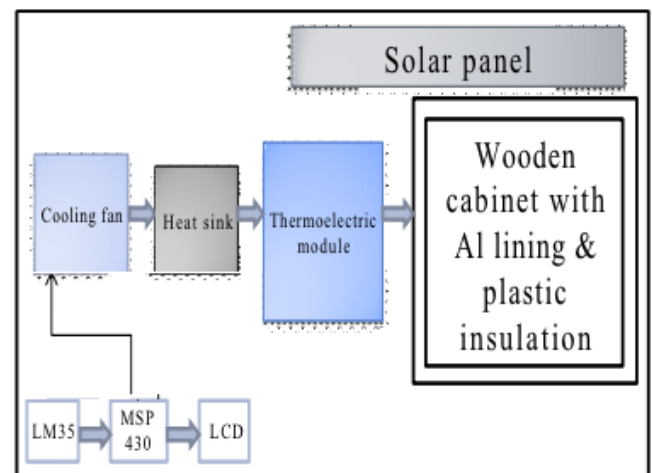 Solar panel
Cooling fan
Heat sink
Thermoelectric
module
Wooden
cabinet with
Al lining &
plastic
insulation
LM35
MSP
430
LCD